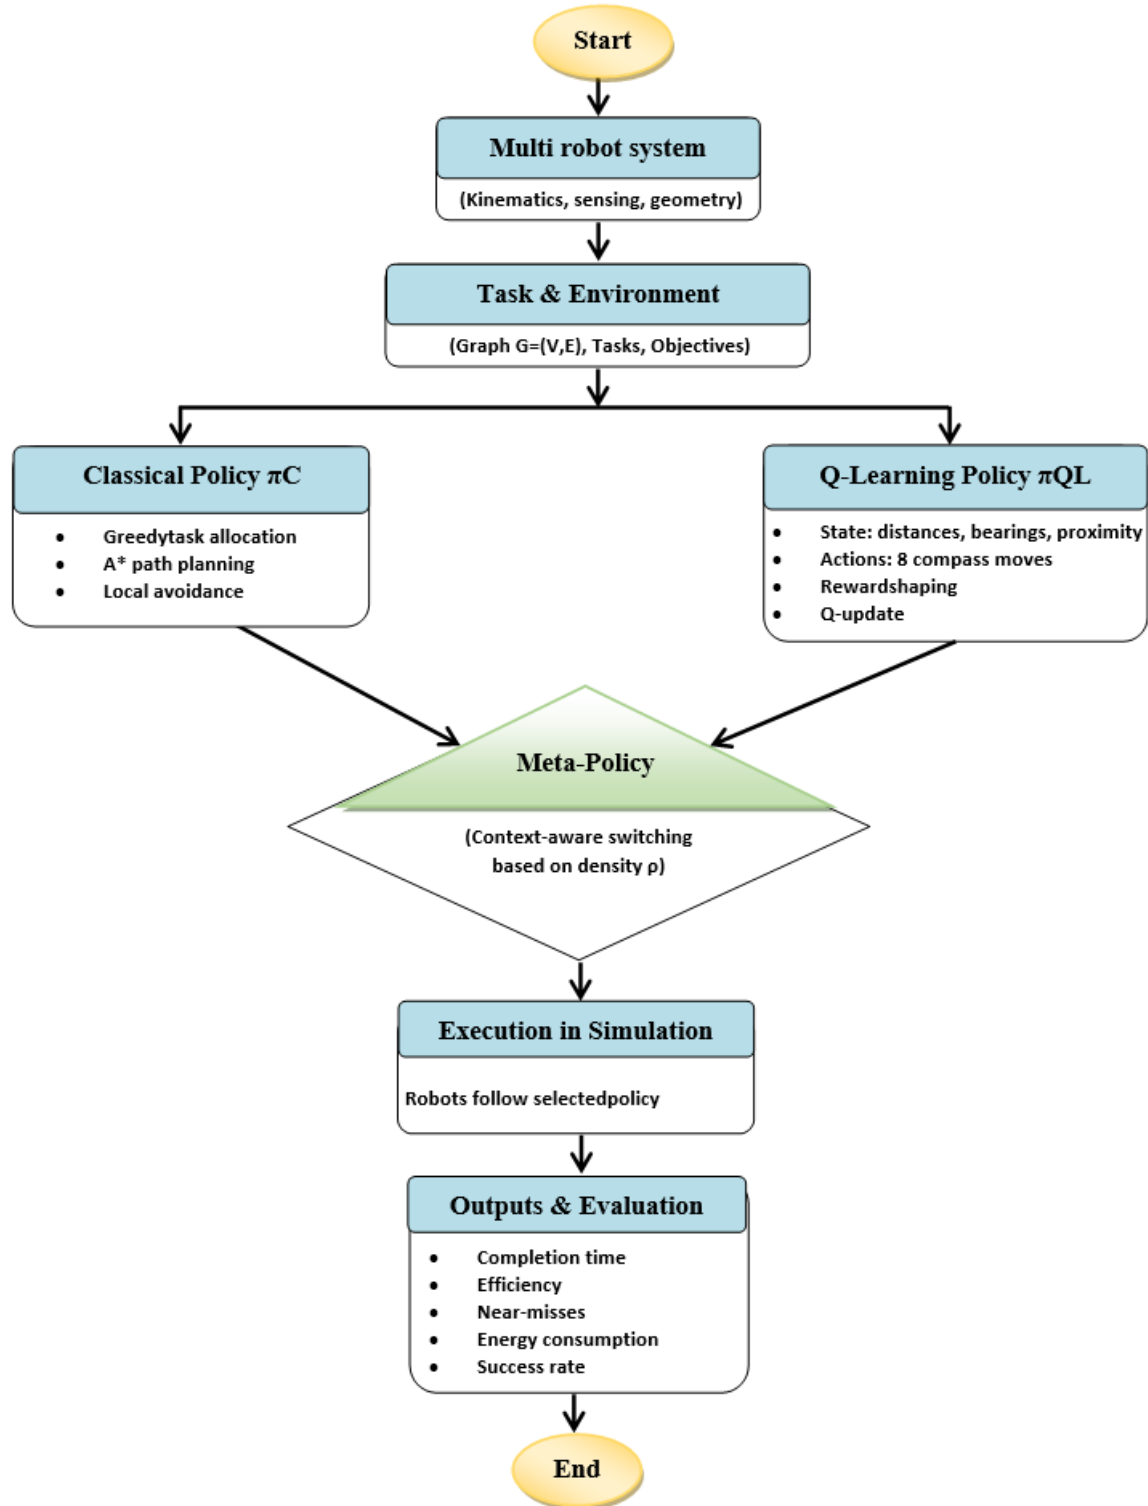 Start
Multi robot system
(Kinematics, sensing, geometry)
Task & Environment
(Graph G=(V,E), Tasks, Objectives)
Classical Policy πC
• Greedytask allocation
• A* path planning
• Local avoidance
Q-Learning Policy πQL
• State: distances, bearings, proximity
• Actions: 8 compass moves
• Rewardshaping
• Q-update
Meta-Policy
(Context-aware switching
based on density ρ)
Execution in Simulation
Robots follow selectedpolicy
Outputs & Evaluation
• Completion time
• Efficiency
• Near-misses
• Energy consumption
• Success rate
End